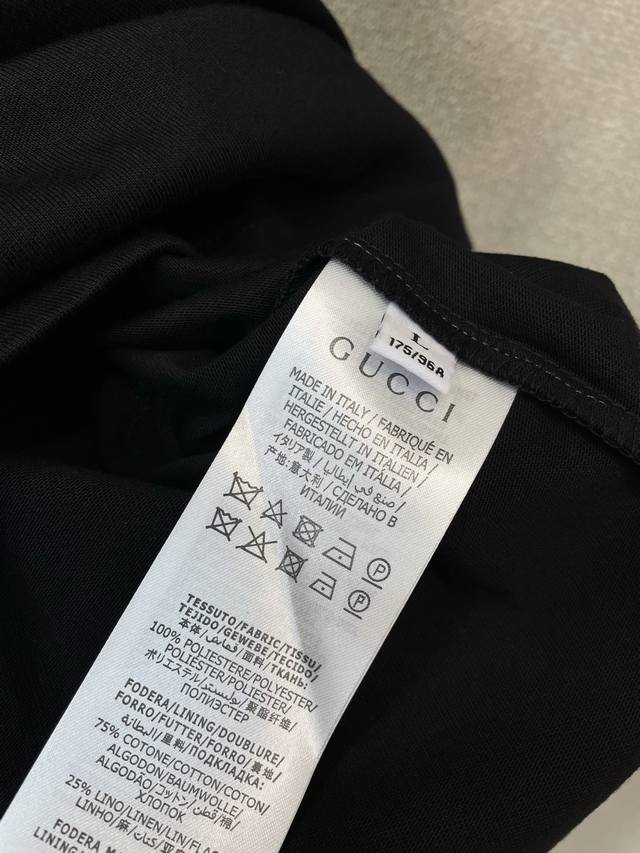 L
175/96A
GUCCI
MADE IN ITALY / FABRIQUÉ EN
ITALIE / HECHO EN ITALIA /
HERGESTELLT IN ITALIEN /
FABRICADO EM ITÁLIA /
イタリア製 / صنع في إيطاليا /
产地:意大利 / СДЕЛАНО В
ИТАЛИИ
P
P
TESSUTO/FABRIC/TISSU/
TEJIDO/GEWEBE/TECIDO/
本体/قماش/面料/ТКАНЬ:
100% POLIESTERE/POLYESTER/
POLIÉSTER/POLIESTER/
ポリエステル/بوليستر/聚酯纤维/
ПОЛИЭСТЕР
FODERA/LINING/DOUBLURE/
FORRO/FUTTER/FORRO/裏地/
البطانة/里料/ПОДКЛАДКА:
75% COTONE/COTTON/COTON/
ALGODÓN/BAUMWOLLE/
ALGODÃO/コットン/قطن/棉/
ХЛОПОК
25% LINO/LINEN/LIN/FLAC
LINHO/麻/كتان/麻/
FODERA
LINING